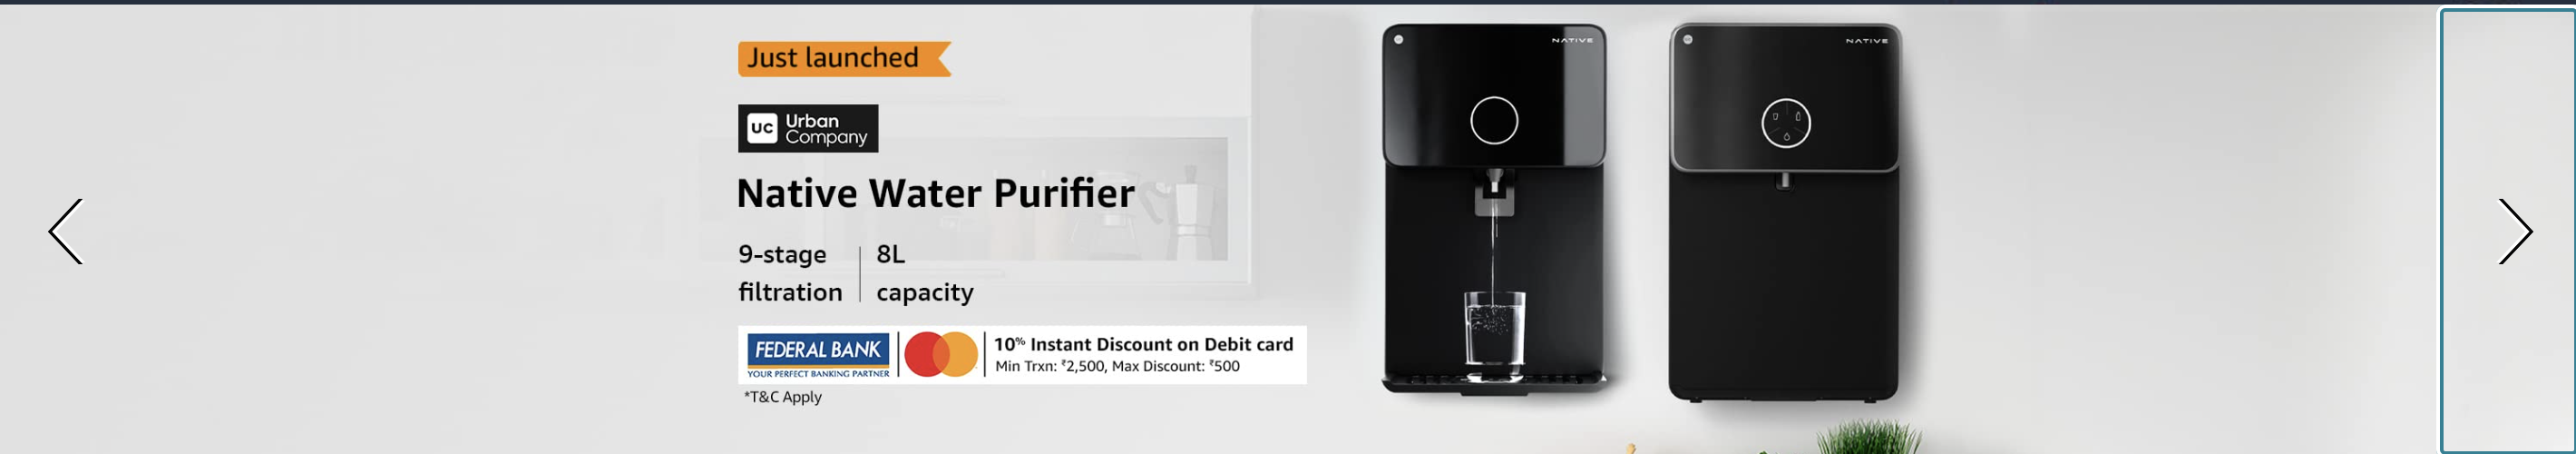 Just launched
UC Urban
Company
Native Water Purifier
9-stage
filtration
8L
capacity
FEDERAL BANK
YOUR PERFECT BANKING PARTNER
10% Instant Discount on Debit card
Min Trxn: ₹2,500, Max Discount: ₹500
*T&C Apply
NATIVE
NATIVE